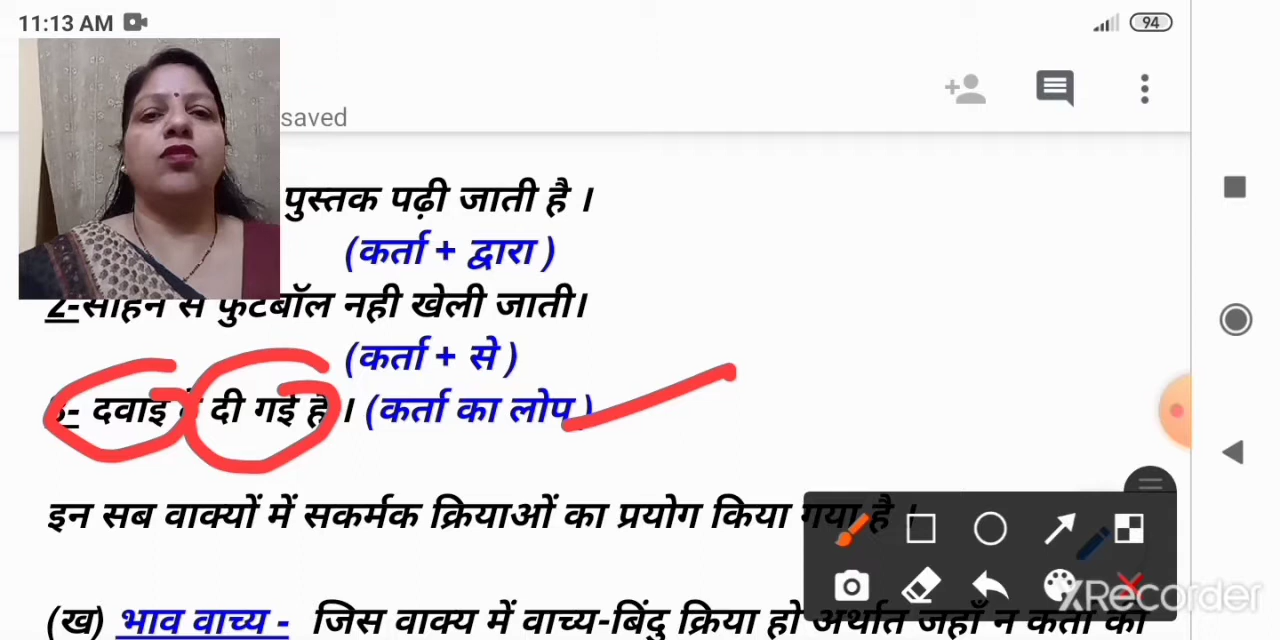 11:13 AM 94
saved
पुस्तक पढ़ी जाती है ।
(कर्ता + द्वारा )
2-सोहन से फुटबॉल नही खेली जाती।
(कर्ता + से )
3- दवाई दे दी गई है । (कर्ता का लोप )
इन सब वाक्यों में सकर्मक क्रियाओं का प्रयोग किया गया है ।
(ख) भाव वाच्य - जिस वाक्य में वाच्य-बिंदु क्रिया हो अर्थात जहाँ न कर्ता की
XRecorder